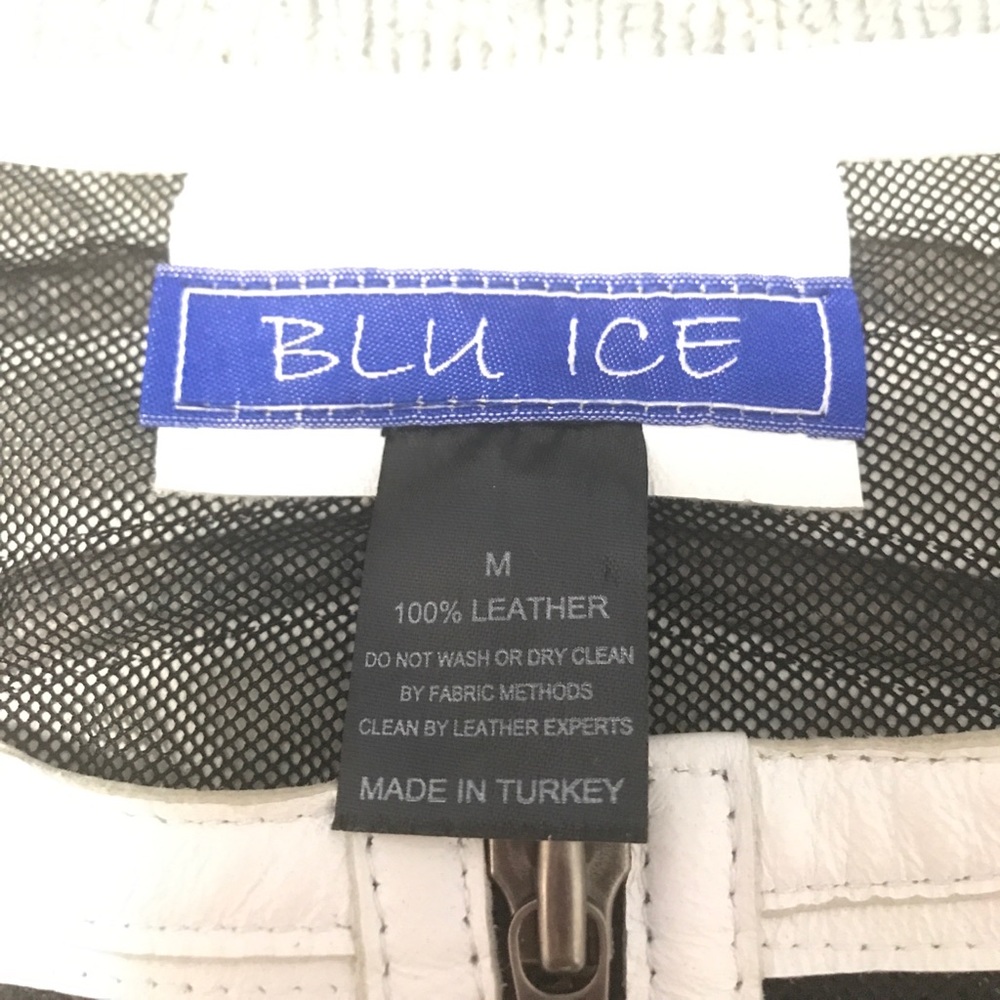 BLU ICE
M
100% LEATHER
DO NOT WASH OR DRY CLEAN
BY FABRIC METHODS
CLEAN BY LEATHER EXPERTS
MADE IN TURKEY